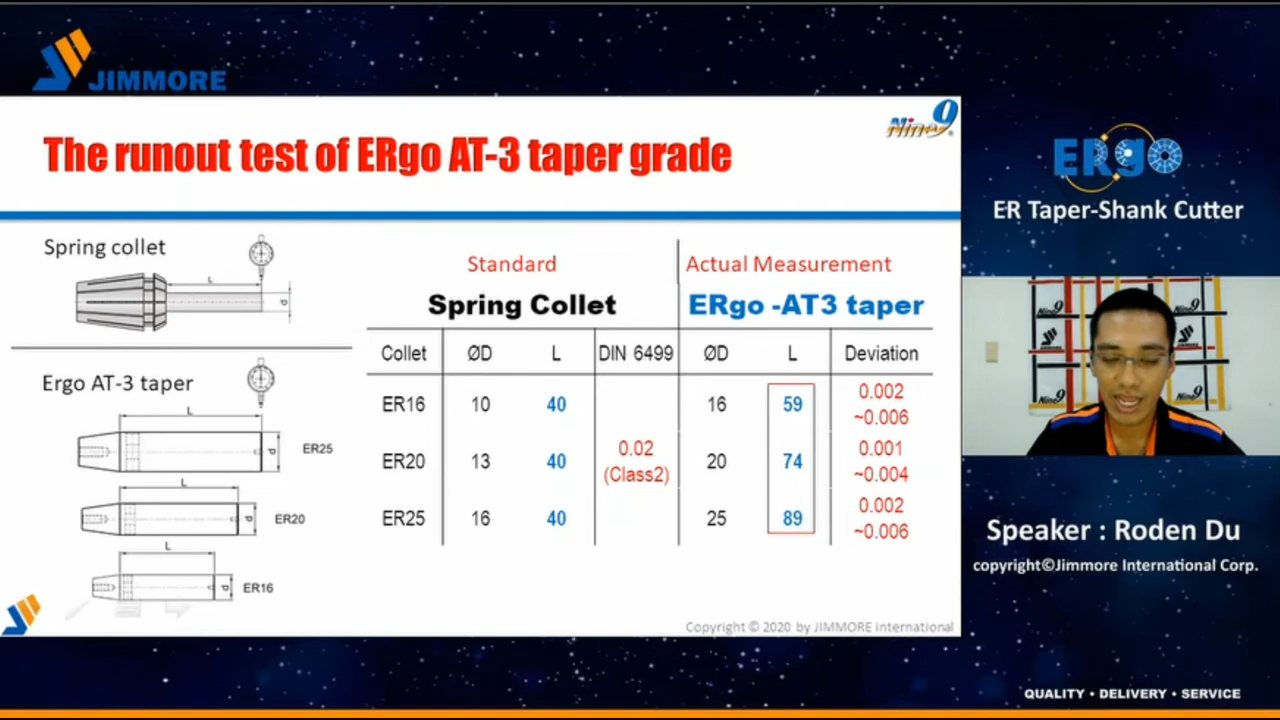 JIMMORE
Nine9
The runout test of ERgo AT-3 taper grade
ERgo
ER Taper-Shank Cutter
Spring collet
L
d
Ergo AT-3 taper
L
d
ER25
L
d
ER20
L
d
ER16
Standard
Actual Measurement
Spring Collet
ERgo -AT3 taper
Collet ØD L DIN 6499 ØD L Deviation
ER16 10 40 16 59 0.002 ~0.006
ER20 13 40 0.02 (Class2) 20 74 0.001 ~0.004
ER25 16 40 25 89 0.002 ~0.006
Nine9
Nine9
Nine9
Speaker : Roden Du
copyright©Jimmore International Corp.
Copyright © 2020 by JIMMORE international
QUALITY • DELIVERY • SERVICE